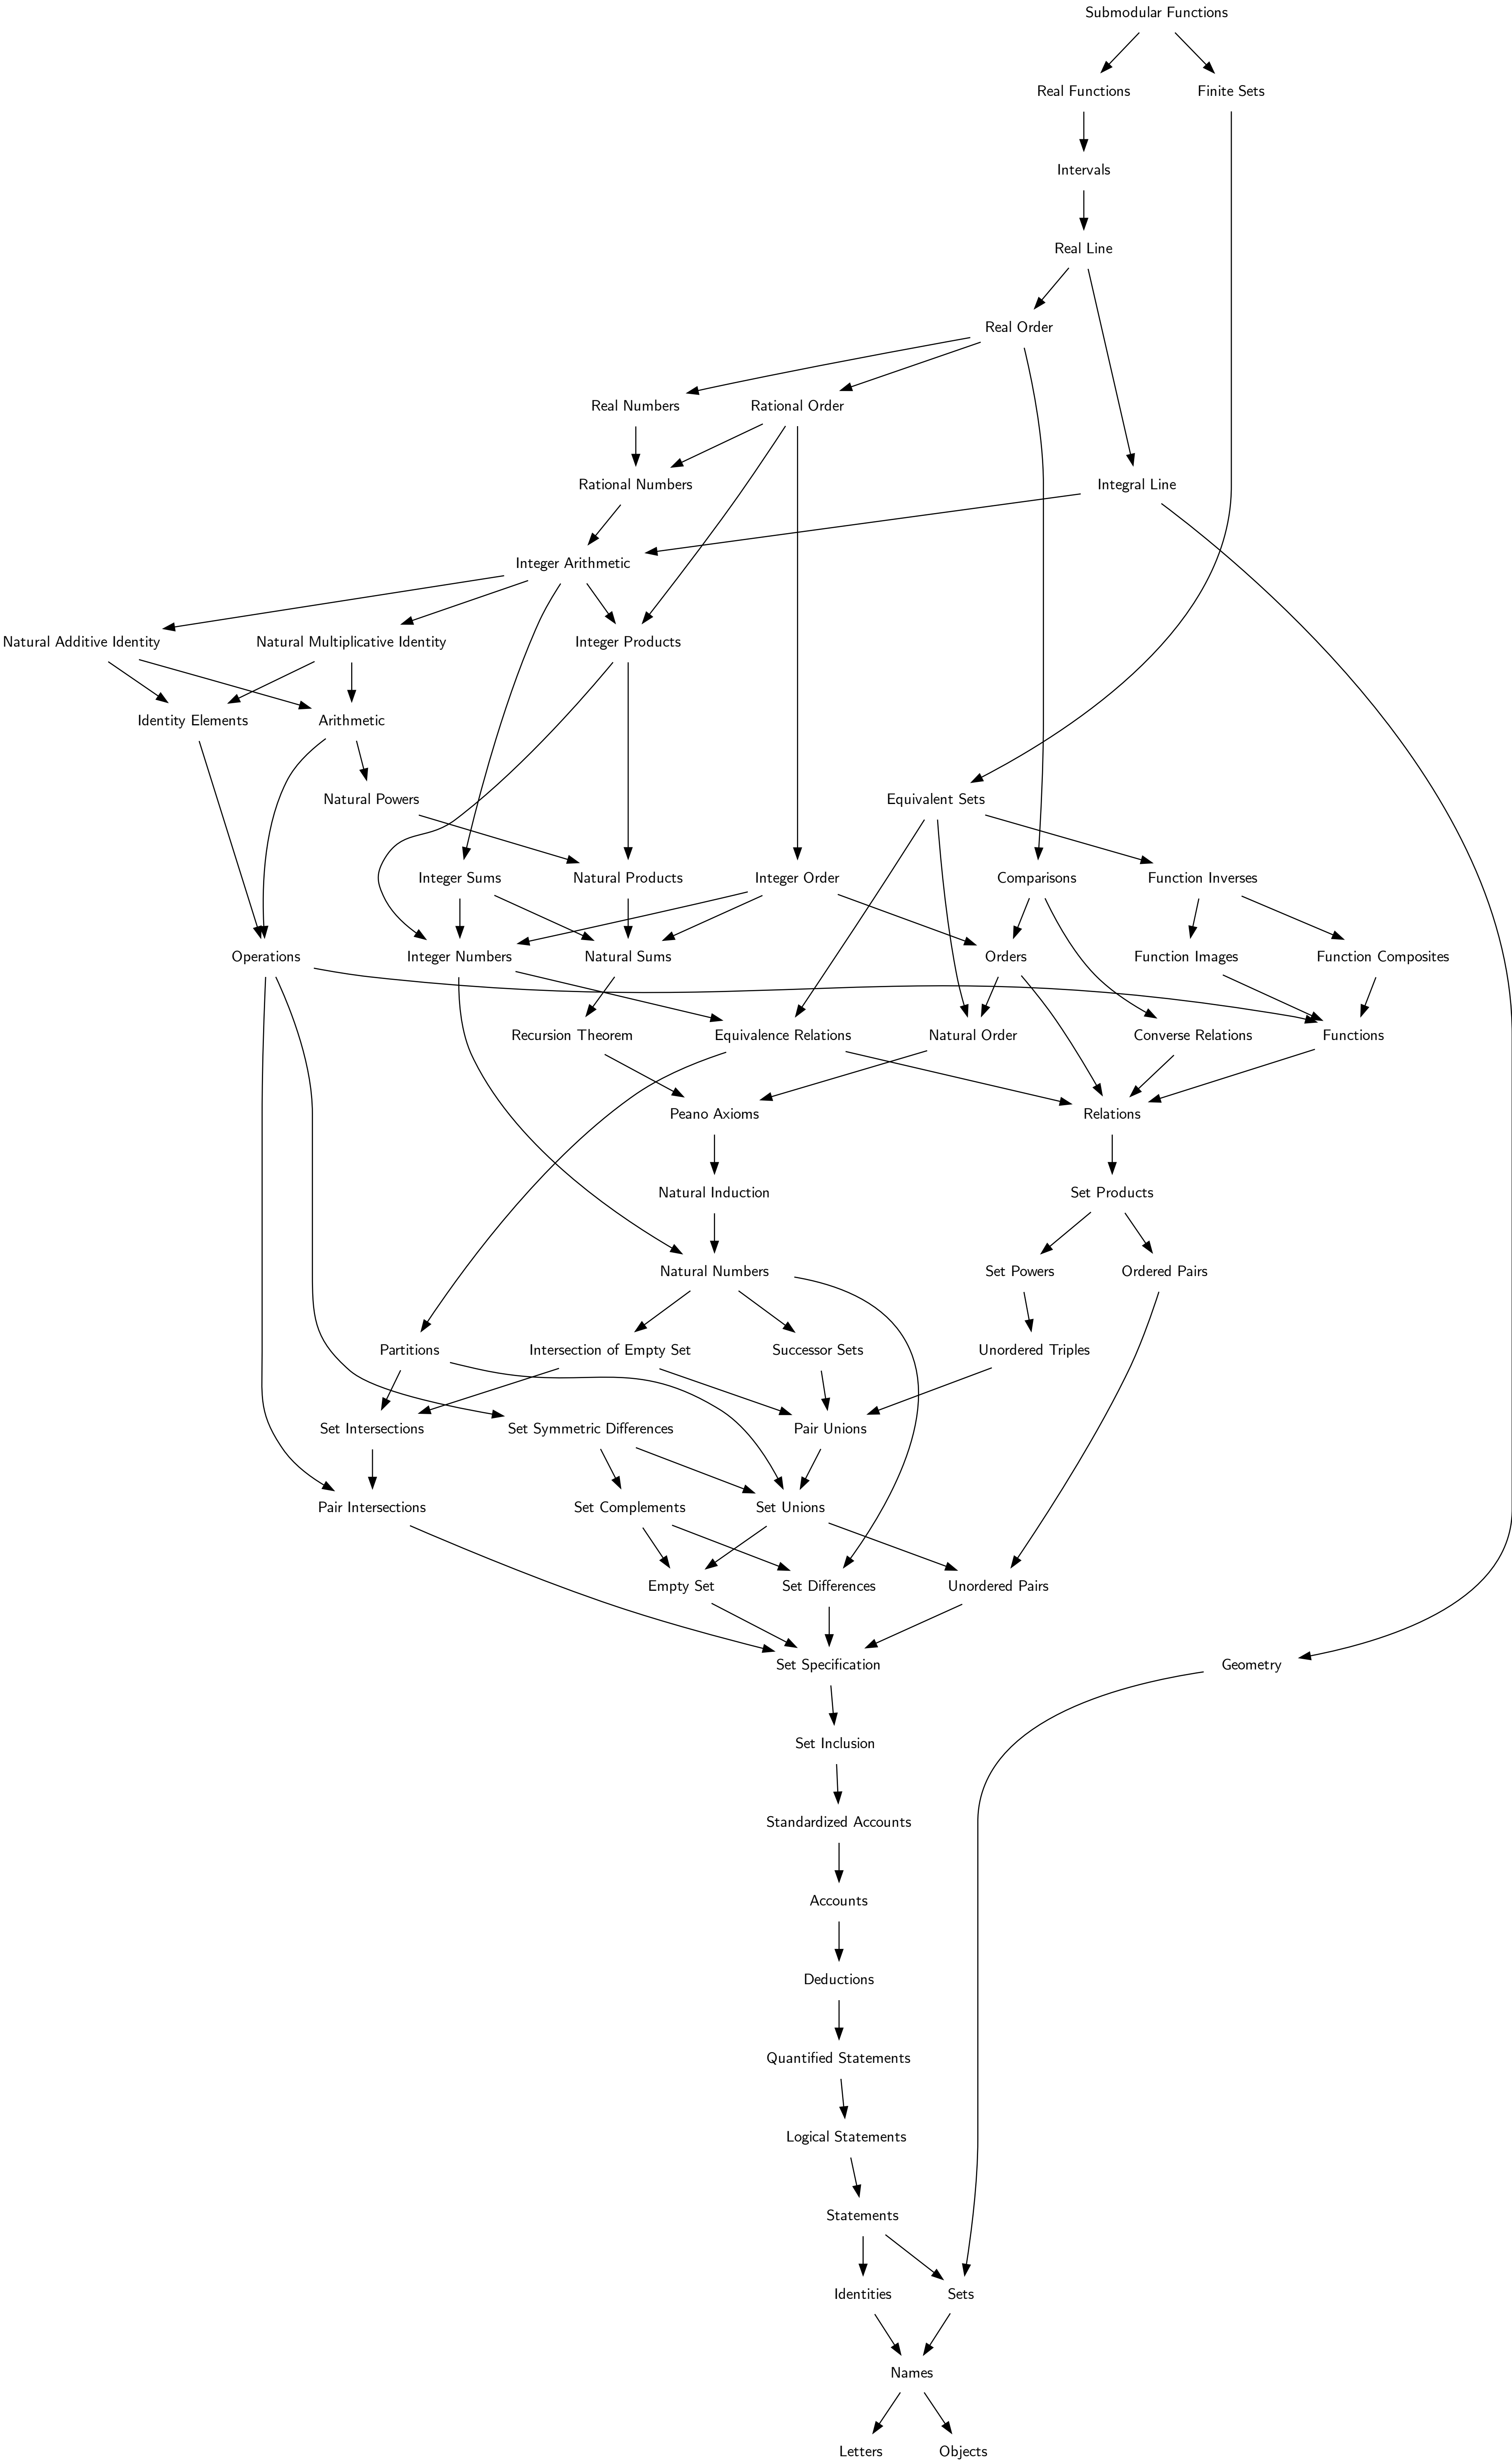 Submodular Functions
Real Functions
Finite Sets
Intervals
Real Line
Real Order
Real Numbers
Rational Order
Rational Numbers
Integral Line
Integer Arithmetic
Natural Additive Identity
Natural Multiplicative Identity
Integer Products
Identity Elements
Arithmetic
Natural Powers
Equivalent Sets
Integer Sums
Natural Products
Integer Order
Comparisons
Function Inverses
Operations
Integer Numbers
Natural Sums
Orders
Function Images
Function Composites
Recursion Theorem
Equivalence Relations
Natural Order
Converse Relations
Functions
Peano Axioms
Relations
Natural Induction
Set Products
Natural Numbers
Set Powers
Ordered Pairs
Partitions
Intersection of Empty Set
Successor Sets
Unordered Triples
Set Intersections
Set Symmetric Differences
Pair Unions
Pair Intersections
Set Complements
Set Unions
Empty Set
Set Differences
Unordered Pairs
Set Specification
Geometry
Set Inclusion
Standardized Accounts
Accounts
Deductions
Quantified Statements
Logical Statements
Statements
Identities
Sets
Names
Letters
Objects